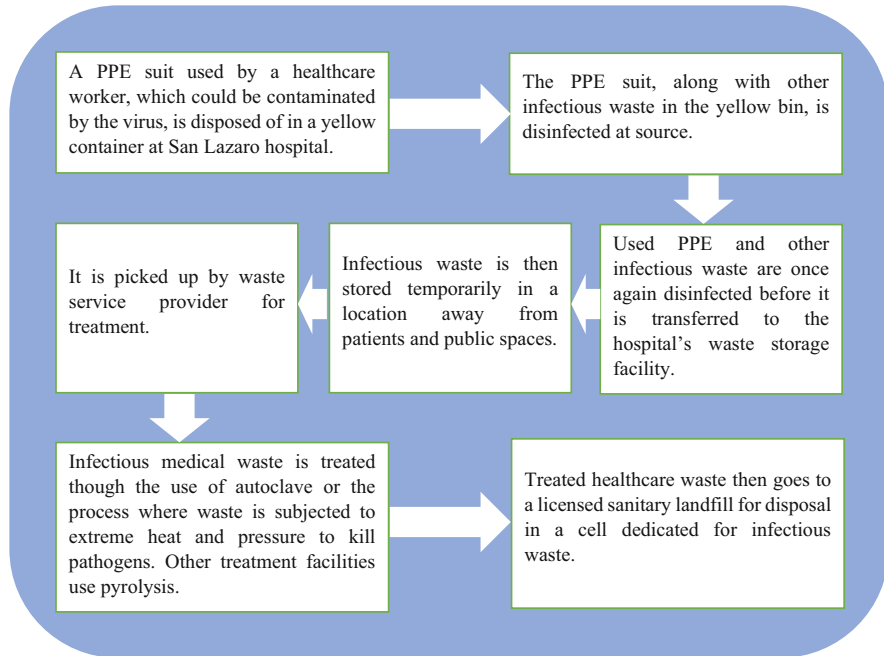 A PPE suit used by a healthcare
worker, which could be contaminated
by the virus, is disposed of in a yellow
container at San Lazaro hospital.
The PPE suit, along with other
infectious waste in the yellow bin, is
disinfected at source.
Used PPE and other
infectious waste are once
again disinfected before it
is transferred to the
hospital’s waste storage
facility.
Infectious waste is then
stored temporarily in a
location away from
patients and public spaces.
It is picked up by waste
service provider for
treatment.
Infectious medical waste is treated
though the use of autoclave or the
process where waste is subjected to
extreme heat and pressure to kill
pathogens. Other treatment facilities
use pyrolysis.
Treated healthcare waste then goes to
a licensed sanitary landfill for disposal
in a cell dedicated for infectious
waste.